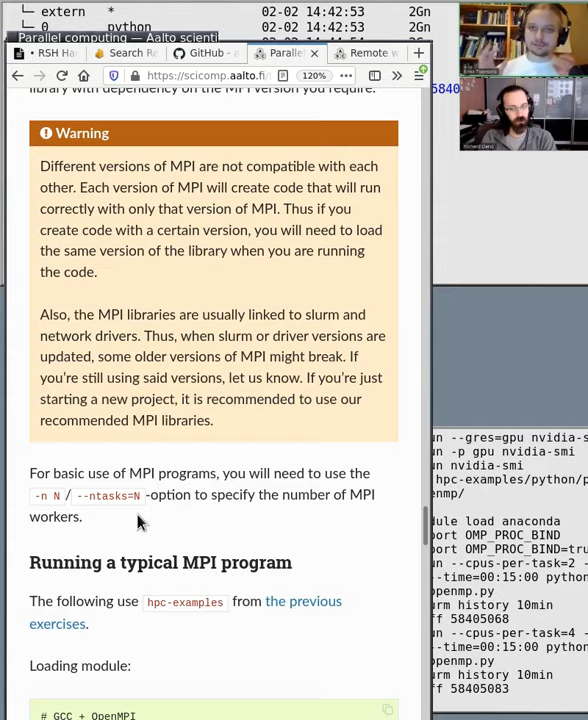 └─ extern   *   02-02 14:42:53   2Gn
└─ 0   python   02-02 14:42:53   2Gn
02-02 14:42:54
Parallel computing — Aalto scienti
• RSH Ha
Search Re
GitHub - a
Parallel
Remote w
https://scicomp.aalto.fi/
120%
5840
library with dependency on the MPI version you require.
Warning
Different versions of MPI are not compatible with each
other. Each version of MPI will create code that will run
correctly with only that version of MPI. Thus if you
create code with a certain version, you will need to load
the same version of the library when you are running
the code.
Also, the MPI libraries are usually linked to slurm and
network drivers. Thus, when slurm or driver versions are
updated, some older versions of MPI might break. If
you’re still using said versions, let us know. If you’re just
starting a new project, it is recommended to use our
recommended MPI libraries.
For basic use of MPI programs, you will need to use the
-n N / --ntasks=N -option to specify the number of MPI
workers.
Running a typical MPI program
The following use hpc-examples from the previous
exercises.
Loading module:
# GCC + OpenMPI
Richard Darst
un --gres=gpu nvidia-s
un -p gpu nvidia-smi
un nvidia-smi
hpc-examples/python/p
enmp/
dule load anaconda
port OMP_PROC_BIND
port OMP_PROC_BIND=tru
un --cpus-per-task=2 -
--time=00:15:00 python
openmp.py
urm history 10min
ff 58405068
un --cpus-per-task=4 -
--time=00:15:00 python
openmp.py
urm history 10min
ff 58405083